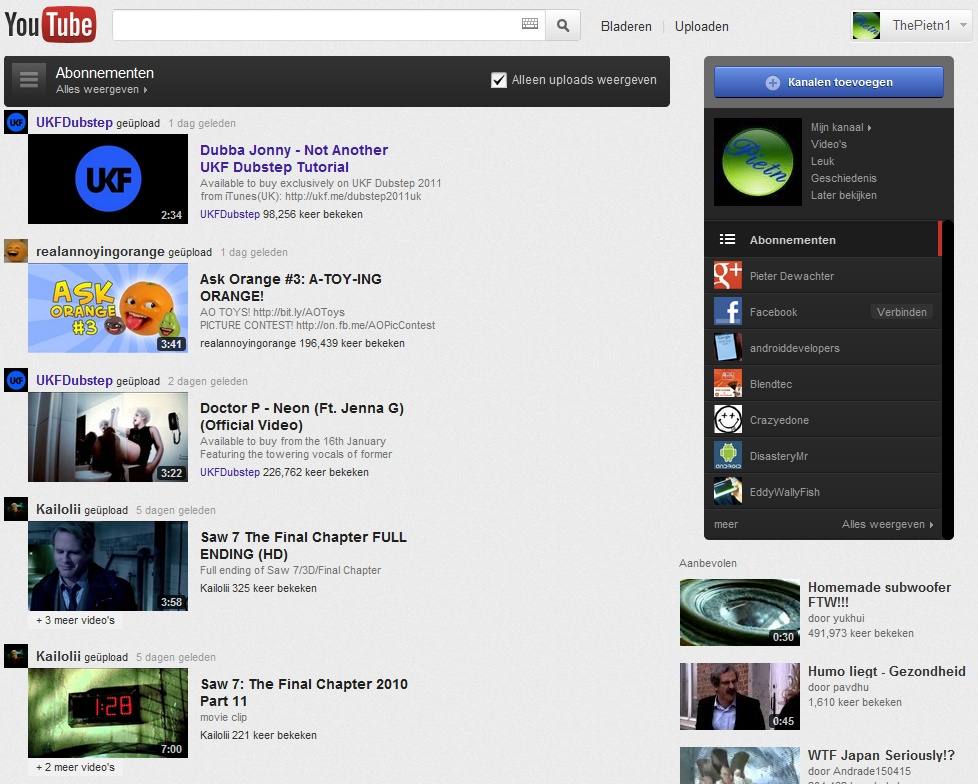 YouTube
Bladeren
Uploaden
ThePietn1
Abonnementen
Alles weergeven
Alleen uploads weergeven
UKFDubstep geüpload 1 dag geleden
UKF
2:34
Dubba Jonny - Not Another
UKF Dubstep Tutorial
Available to buy exclusively on UKF Dubstep 2011
from iTunes(UK): http://ukf.me/dubstep2011uk
UKFDubstep 98,256 keer bekeken
realannoyingorange geüpload 1 dag geleden
ASK
ORANGE
#3
3:41
Ask Orange #3: A-TOY-ING
ORANGE!
AO TOYS! http://bit.ly/AOToys
PICTURE CONTEST! http://on.fb.me/AOPicContest
realannoyingorange 196,439 keer bekeken
UKFDubstep geüpload 2 dagen geleden
3:22
Doctor P - Neon (Ft. Jenna G)
(Official Video)
Available to buy from the 16th January
Featuring the towering vocals of former
UKFDubstep 226,762 keer bekeken
Kailolii geüpload 5 dagen geleden
3:58
+ 3 meer video's
Saw 7 The Final Chapter FULL
ENDING (HD)
Full ending of Saw 7/3D/Final Chapter
Kailolii 325 keer bekeken
Kailolii geüpload 5 dagen geleden
1:28
7:00
+ 2 meer video's
Saw 7: The Final Chapter 2010
Part 11
movie clip
Kailolii 221 keer bekeken
Kanalen toevoegen
Pietn
Mijn kanaal
Video's
Leuk
Geschiedenis
Later bekijken
Abonnementen
Pieter Dewachter
Facebook
Verbinden
androiddevelopers
Blendtec
Crazyedone
DisasteryMr
EddyWallyFish
meer
Alles weergeven
Aanbevolen
0:30
Homemade subwoofer
FTW!!!
door yukhui
491,973 keer bekeken
0:45
Humo liegt - Gezondheid
door pavdhu
1,610 keer bekeken
WTF Japan Seriously!?
door Andrade150415